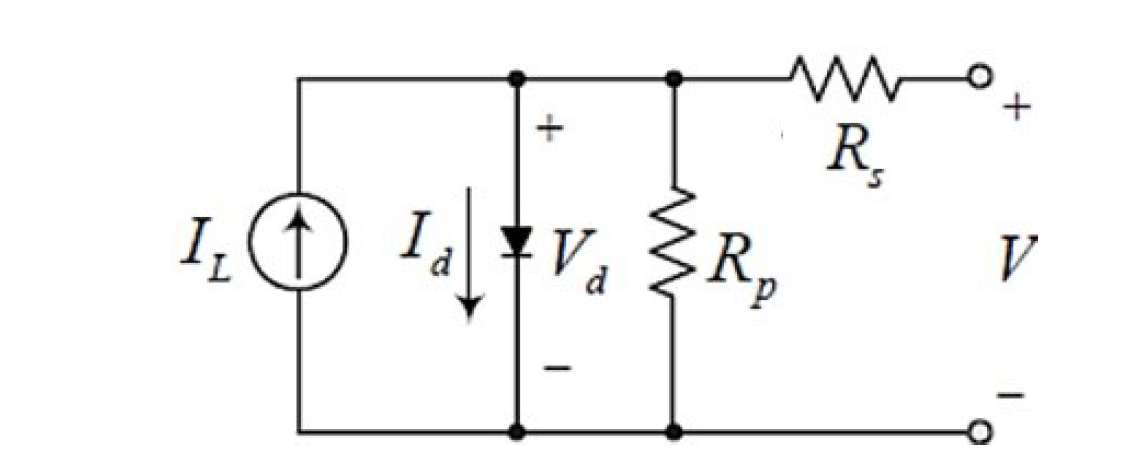 +
+
R_s
I_L
I_d
V_d
R_p
V
−
−